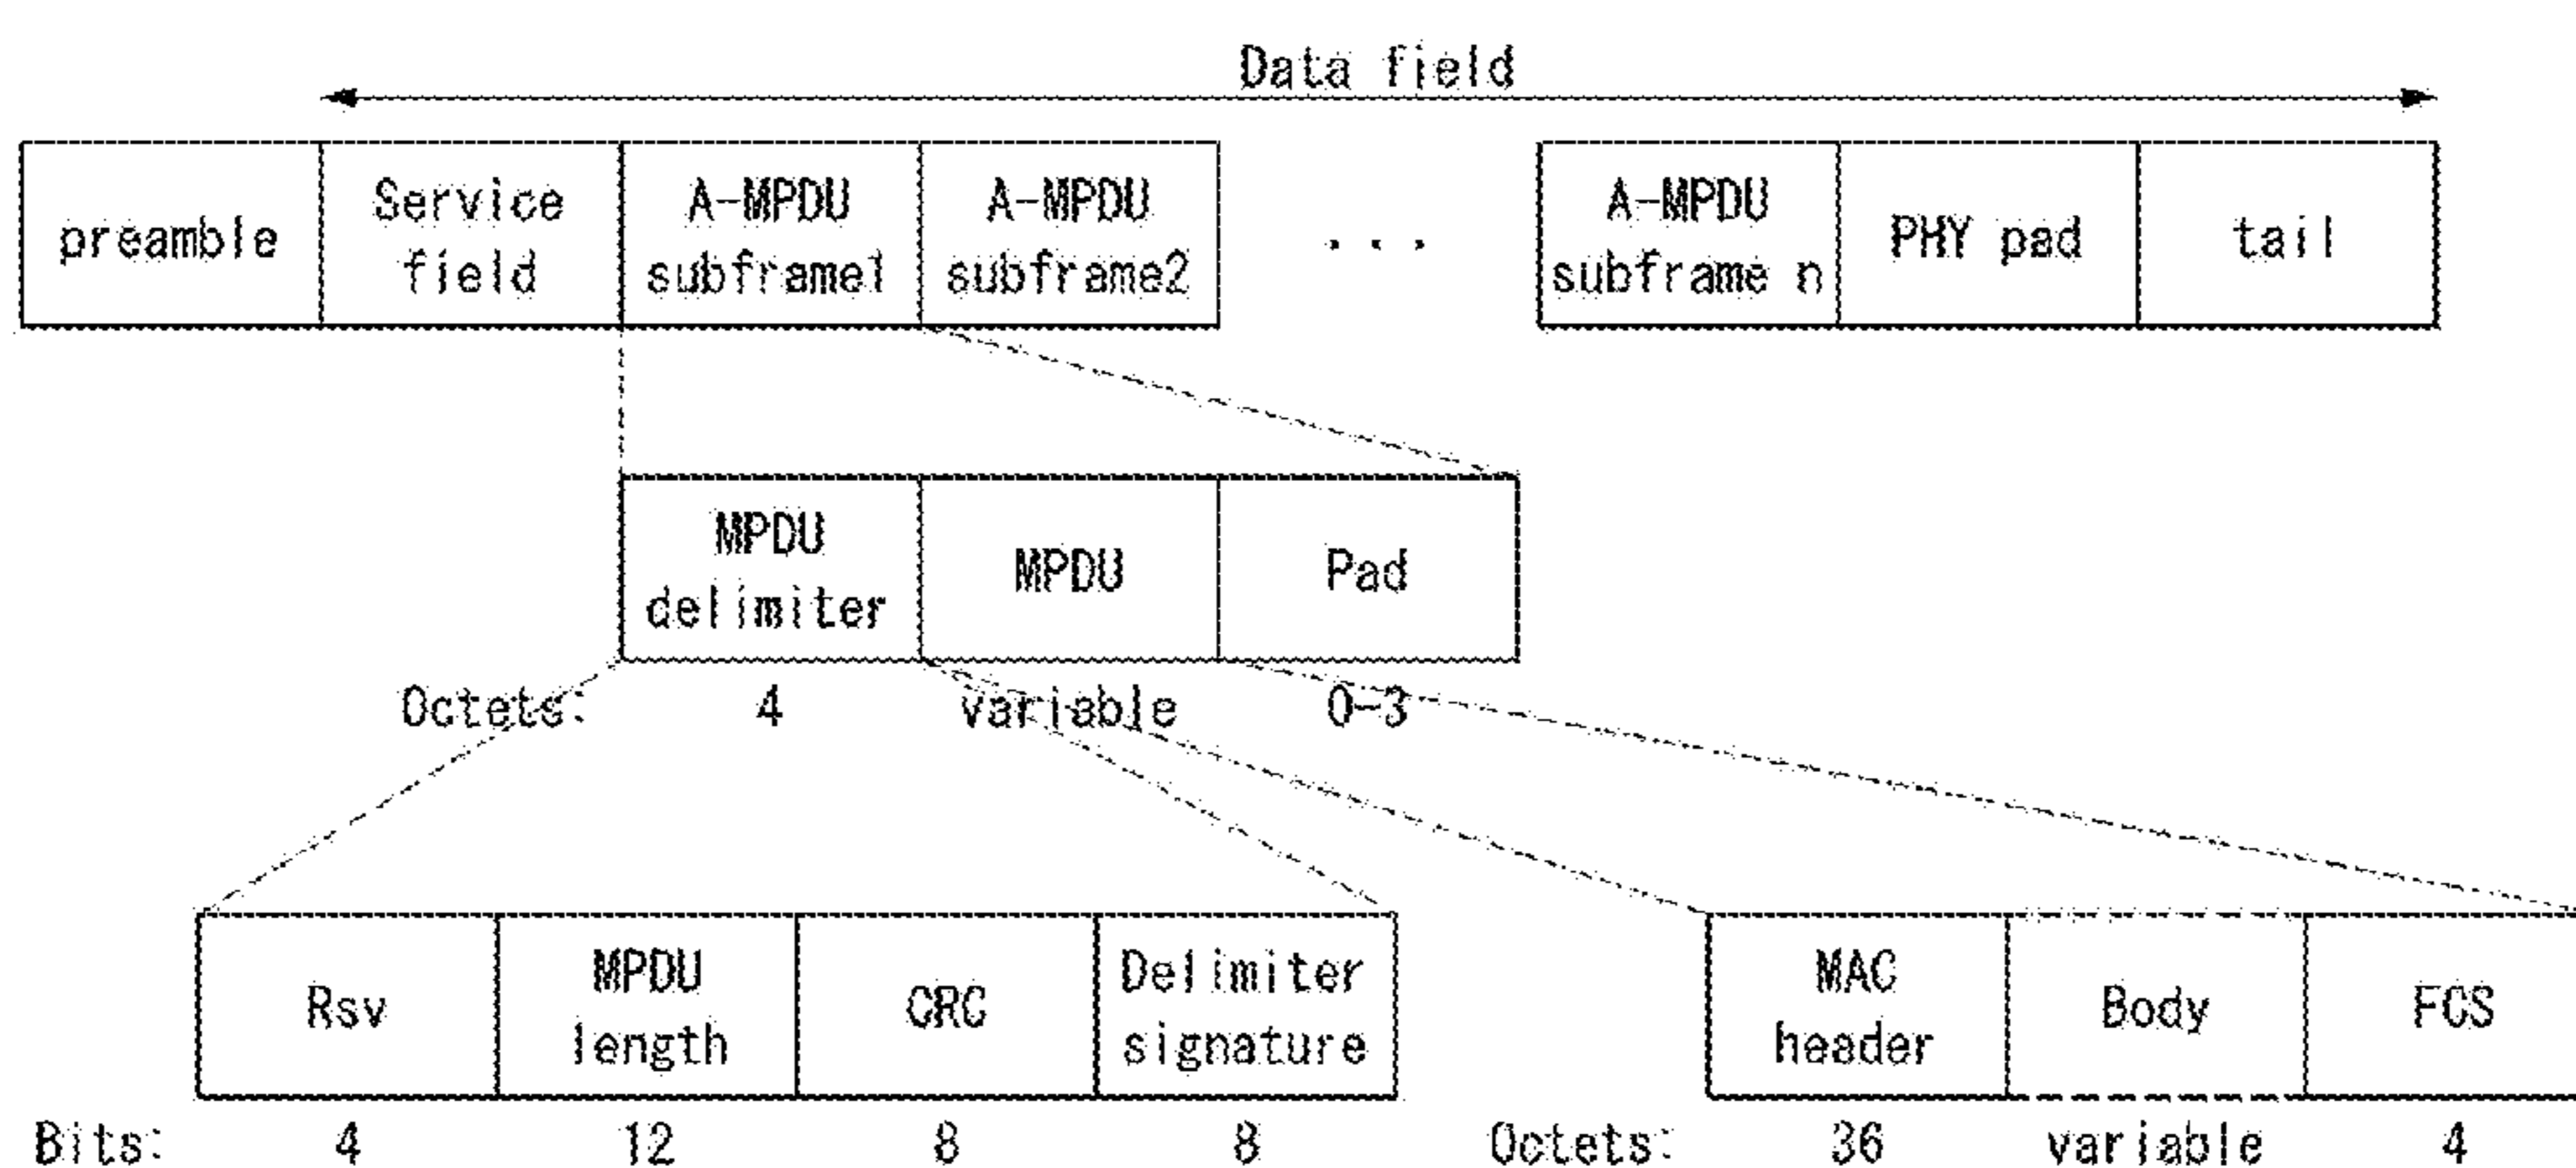 Data field
preamble
Service
field
A-MPDU
subframe1
A-MPDU
subframe2
...
A-MPDU
subframe n
PHY pad
tail
MPDU
delimiter
MPDU
Pad
Octets: 4 variable 0-3
Rsv
MPDU
length
CRC
Delimiter
signature
MAC
header
Body
FCS
Bits: 4 12 8 8
Octets: 36 variable 4